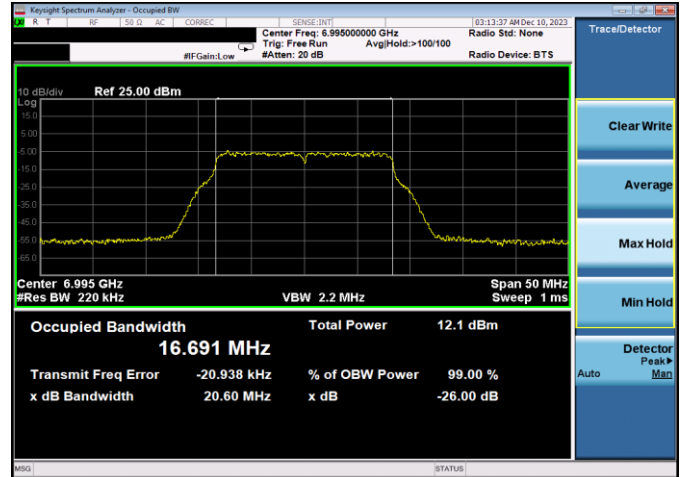 Keysight Spectrum Analyzer - Occupied BW
LXI R T RF 50 Ω AC CORREC SENSE:INT 03:13:37 AM Dec 10, 2023
Center Freq: 6.995000000 GHz Radio Std: None
Trig: Free Run Avg|Hold:>100/100
#IFGain:Low #Atten: 20 dB Radio Device: BTS
Trace/Detector
10 dB/div Ref 25.00 dBm
Log
15.0
5.00
-5.00
-15.0
-25.0
-35.0
-45.0
-55.0
-65.0
Center 6.995 GHz Span 50 MHz
#Res BW 220 kHz VBW 2.2 MHz Sweep 1 ms
Occupied Bandwidth Total Power 12.1 dBm
16.691 MHz
Transmit Freq Error -20.938 kHz % of OBW Power 99.00 %
x dB Bandwidth 20.60 MHz x dB -26.00 dB
Clear Write
Average
Max Hold
Min Hold
Detector
Peak▶
Auto Man
MSG STATUS